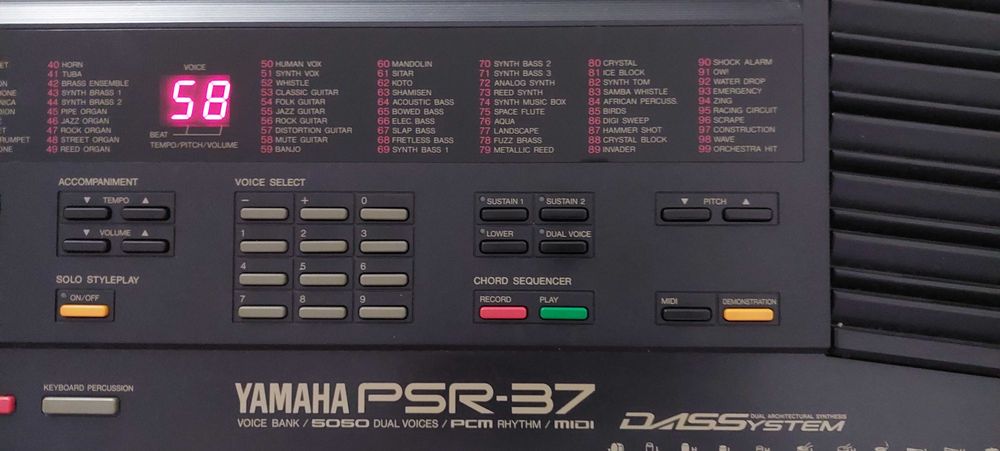 40 HORN
41 TUBA
42 BRASS ENSEMBLE
43 SYNTH BRASS 1
44 SYNTH BRASS 2
45 PIPE ORGAN
46 JAZZ ORGAN
47 ROCK ORGAN
48 STREET ORGAN
49 REED ORGAN
VOICE
58
BEAT
TEMPO/PITCH/VOLUME
50 HUMAN VOX
51 SYNTH VOX
52 WHISTLE
53 CLASSIC GUITAR
54 FOLK GUITAR
55 JAZZ GUITAR
56 ROCK GUITAR
57 DISTORTION GUITAR
58 MUTE GUITAR
59 BANJO
60 MANDOLIN
61 SITAR
62 KOTO
63 SHAMISEN
64 ACOUSTIC BASS
65 BOWED BASS
66 ELEC BASS
67 SLAP BASS
68 FRETLESS BASS
69 SYNTH BASS 1
70 SYNTH BASS 2
71 SYNTH BASS 3
72 ANALOG SYNTH
73 REED SYNTH
74 SYNTH MUSIC BOX
75 SPACE FLUTE
76 AQUA
77 LANDSCAPE
78 FUZZ BRASS
79 METALLIC REED
80 CRYSTAL
81 ICE BLOCK
82 SYNTH TOM
83 SAMBA WHISTLE
84 AFRICAN PERCUSS.
85 BIRDS
86 DIGI SWEEP
87 HAMMER SHOT
88 CRYSTAL BLOCK
89 INVADER
90 SHOCK ALARM
91 OW!
92 WATER DROP
93 EMERGENCY
94 ZING
95 RACING CIRCUIT
96 SCRAPE
97 CONSTRUCTION
98 WAVE
99 ORCHESTRA HIT
ACCOMPANIMENT
▼ TEMPO ▲
▼ VOLUME ▲
SOLO STYLEPLAY
ON/OFF
VOICE SELECT
− + 0
1 2 3
4 5 6
7 8 9
SUSTAIN 1 SUSTAIN 2
LOWER DUAL VOICE
CHORD SEQUENCER
RECORD PLAY
▼ PITCH ▲
MIDI DEMONSTRATION
KEYBOARD PERCUSSION
YAMAHA PSR-37
VOICE BANK / 5050 DUAL VOICES / PCM RHYTHM / MIDI
DUAL ARCHITECTURAL SYNTHESIS
DASS SYSTEM